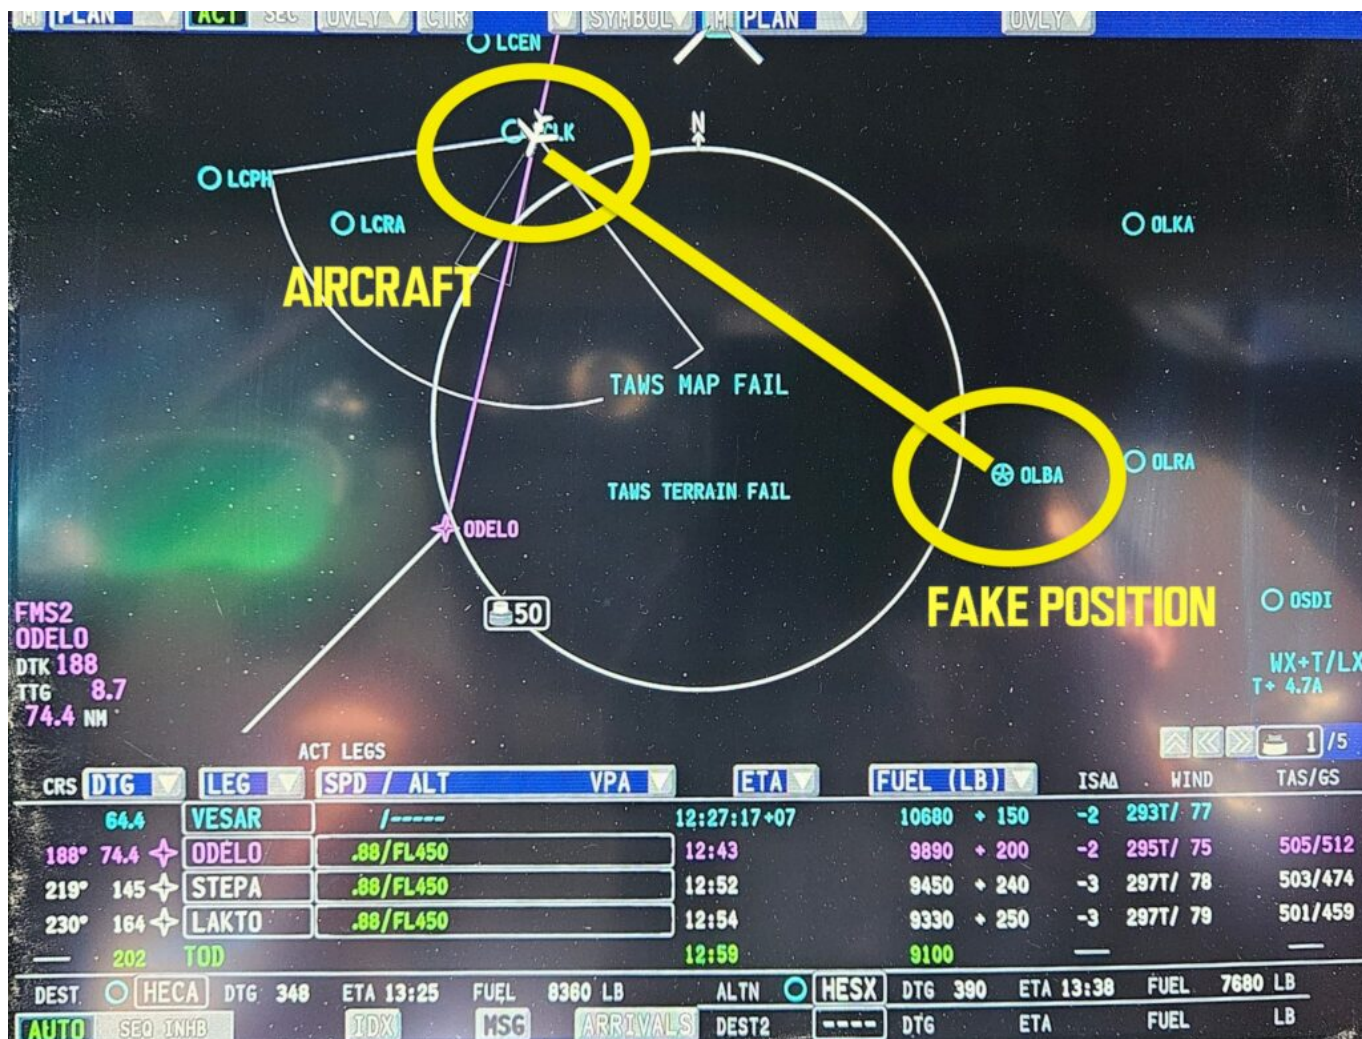 M PLAN ACT SEC OVLY CTR SYMBOL M PLAN OVLY
LCEN
CLK
N
LCPH
LCRA
OLKA
AIRCRAFT
TAWS MAP FAIL
OLBA
OLRA
TAWS TERRAIN FAIL
ODELO
FAKE POSITION
50
OSDI
FMS2
ODELO
DTK 188
TTG 8.7
74.4 NM
WX+T/LX
T+ 4.7A
ACT LEGS
1/5
CRS DTG LEG SPD / ALT VPA ETA FUEL (LB) ISAΔ WIND TAS/GS
64.4 VESAR /----- 12:27:17+07 10680 + 150 -2 293T/ 77
188° 74.4 ODELO .88/FL450 12:43 9890 + 200 -2 295T/ 75 505/512
219° 145 STEPA .88/FL450 12:52 9450 + 240 -3 297T/ 78 503/474
230° 164 LAKTO .88/FL450 12:54 9330 + 250 -3 297T/ 79 501/459
--- 202 TOD 12:59 9100 --- ---
DEST HECA DTG 348 ETA 13:25 FUEL 8360 LB ALTN HESX DTG 390 ETA 13:38 FUEL 7680 LB
AUTO SEQ INHB IDX MSG ARRIVALS DEST2 ---- DTG ETA FUEL LB